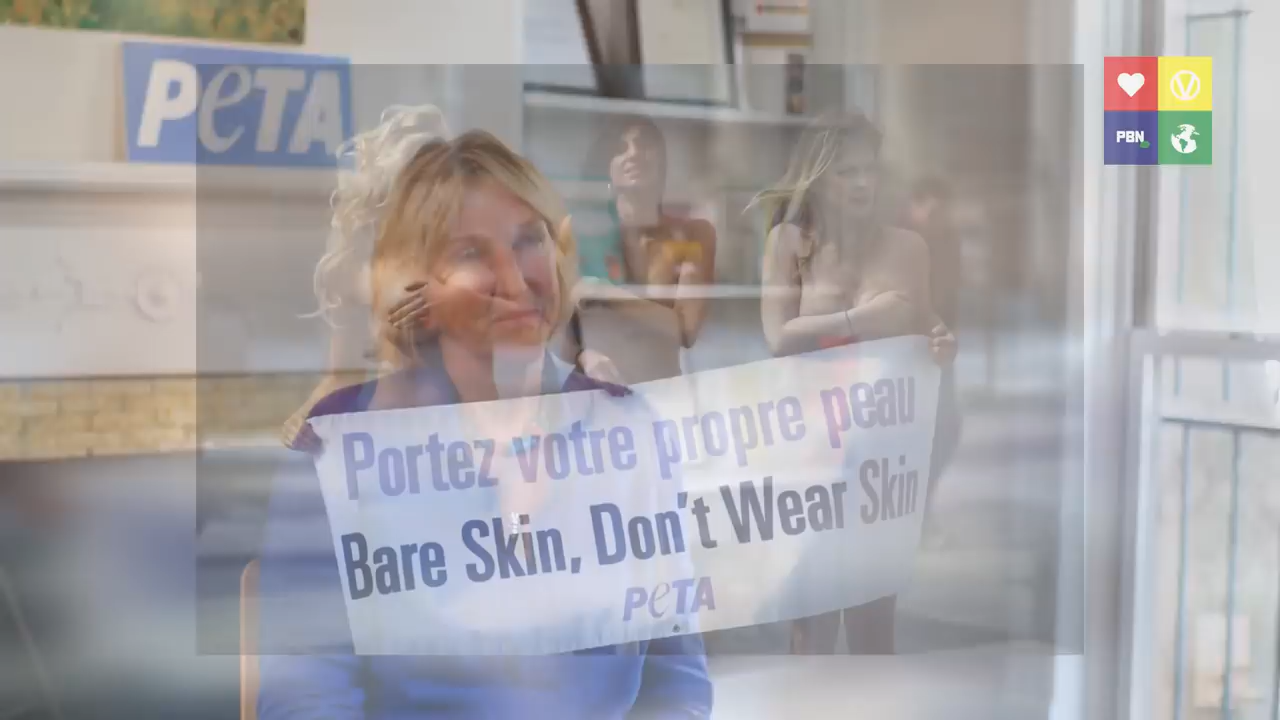 PeTA
PBN
Portez votre propre peau
Bare Skin, Don't Wear Skin
PeTA